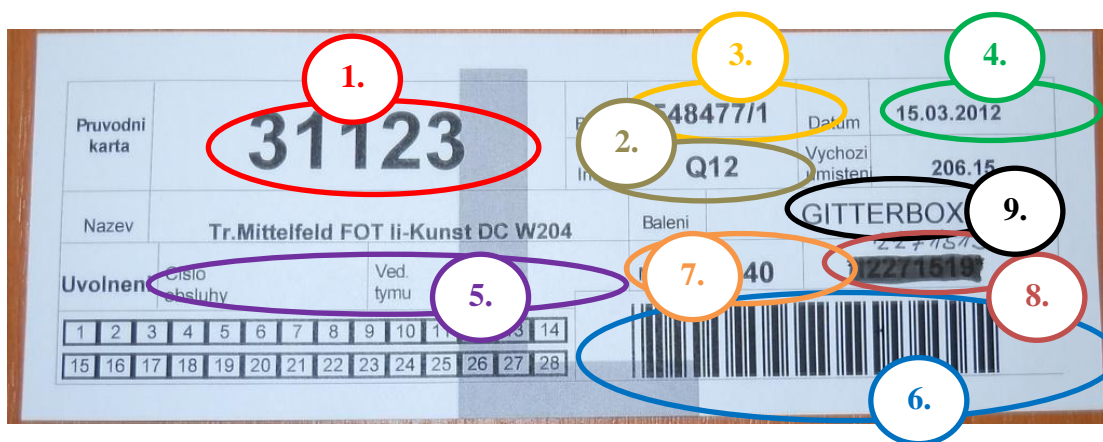 1.
3.
4.
Pruvodni
karta
31123
548477/1
Datum
15.03.2012
2.
Q12
Vychozi
umisteni
206.15
Nazev
Tr.Mittelfeld FOT li-Kunst DC W204
Baleni
GITTERBOX
9.
2271519
Uvolneni
Cislo
obsluhy
Ved.
tymu
5.
7.
40
*2271519*
8.
1 2 3 4 5 6 7 8 9 10 11 13 14
15 16 17 18 19 20 21 22 23 24 25 26 27 28
6.